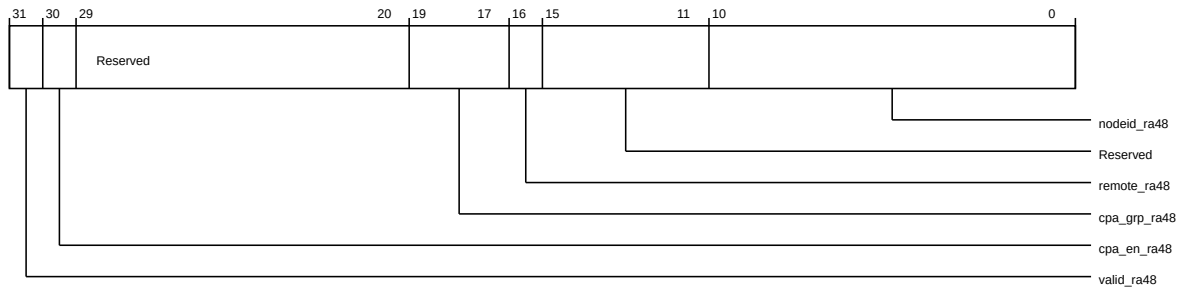 31 30 29 20 19 17 16 15 11 10 0
Reserved
nodeid_ra48
Reserved
remote_ra48
cpa_grp_ra48
cpa_en_ra48
valid_ra48